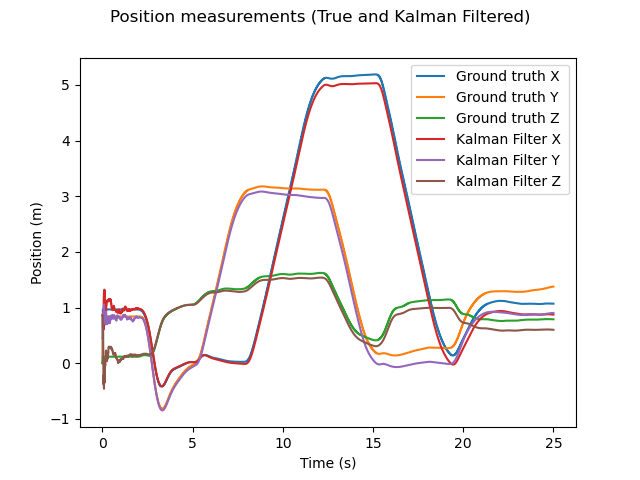 Position measurements (True and Kalman Filtered)
Ground truth X
Ground truth Y
Ground truth Z
Kalman Filter X
Kalman Filter Y
Kalman Filter Z
Position (m)
5
4
3
2
1
0
−1
0
5
10
15
20
25
Time (s)